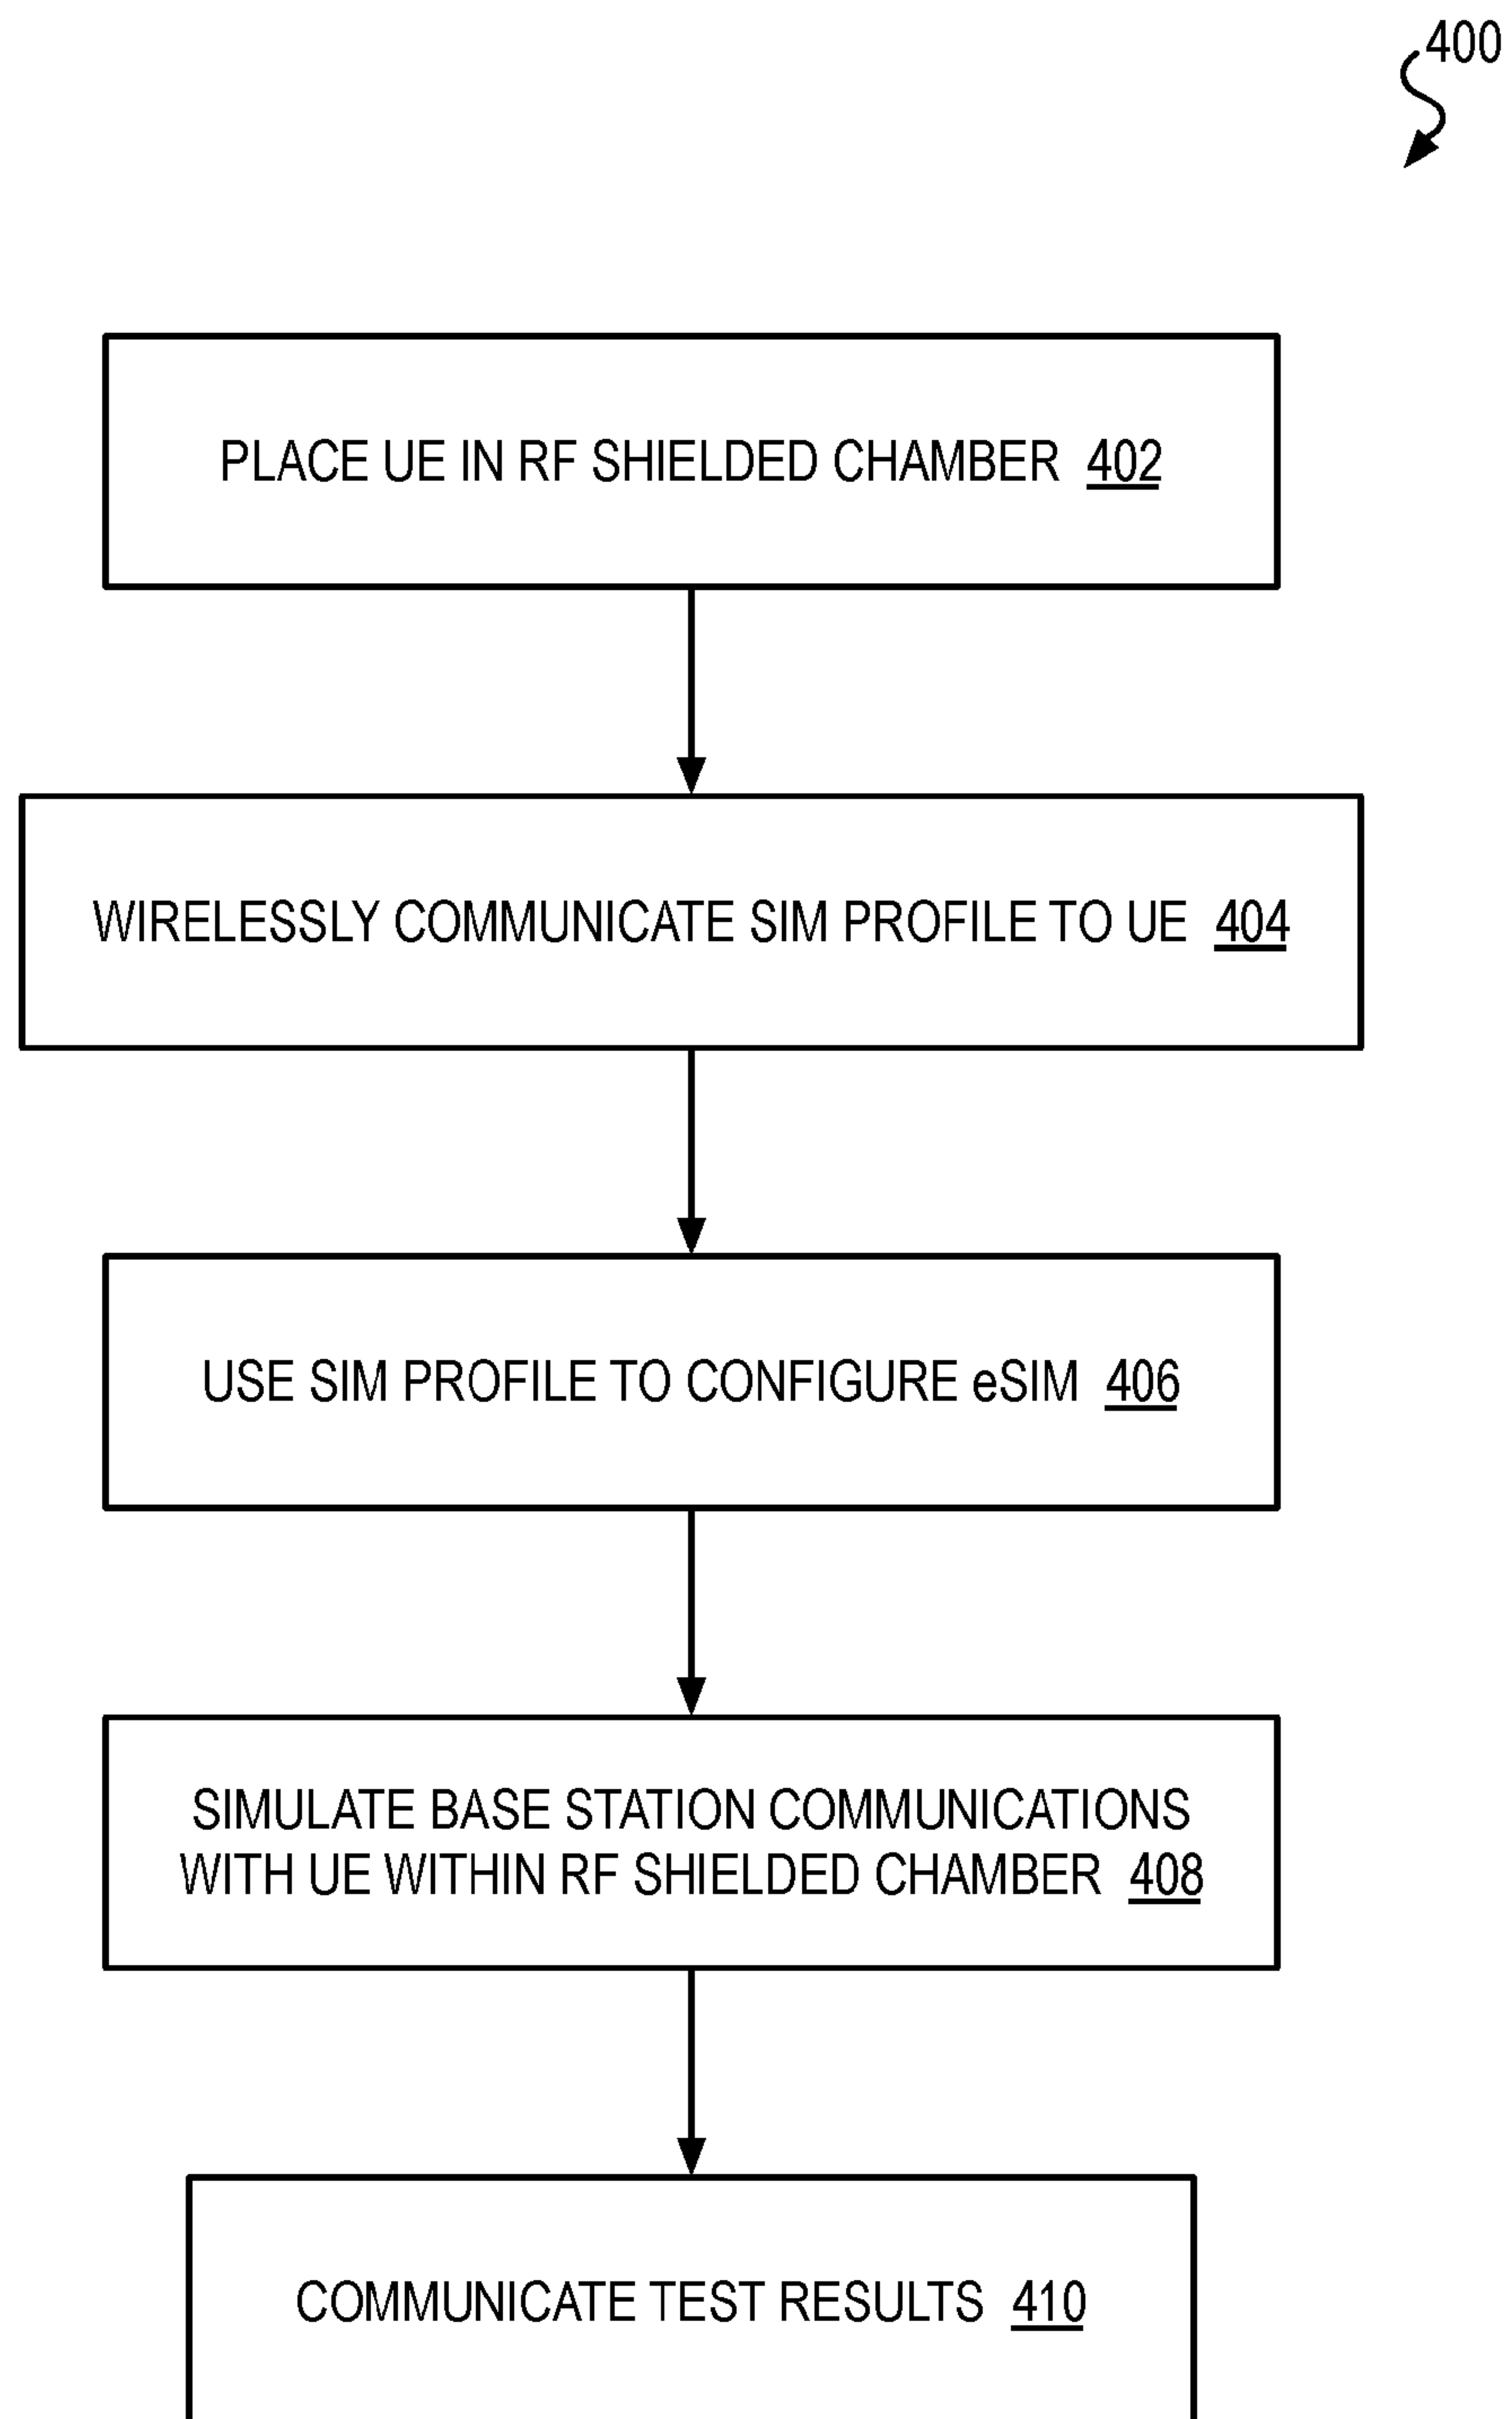 400
PLACE UE IN RF SHIELDED CHAMBER 402
WIRELESSLY COMMUNICATE SIM PROFILE TO UE 404
USE SIM PROFILE TO CONFIGURE eSIM 406
SIMULATE BASE STATION COMMUNICATIONS
WITH UE WITHIN RF SHIELDED CHAMBER 408
COMMUNICATE TEST RESULTS 410